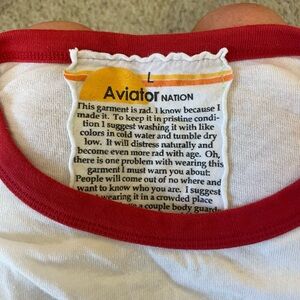 L
Aviator NATION
This garment is rad. I know because I
made it. To keep it in pristine condi-
tion I suggest washing it with like
colors in cold water and tumble dry
low. It will distress naturally and
become even more rad with age. Oh,
there is one problem with wearing this
garment I must warn you about:
People will come out of no where and
want to know who you are. I suggest
wearing it in a crowded place
a couple body guard